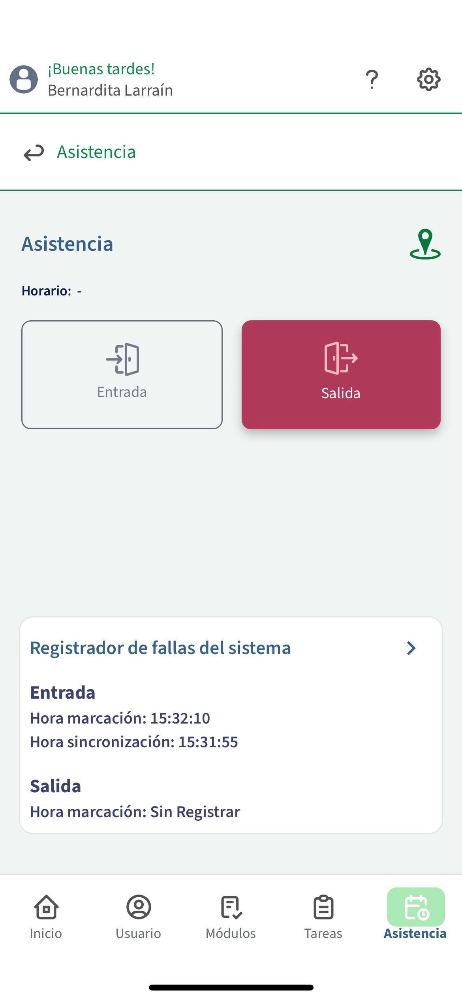 ¡Buenas tardes!
Bernardita Larraín
Asistencia
Asistencia
Horario: -
Entrada
Salida
Registrador de fallas del sistema
Entrada
Hora marcación: 15:32:10
Hora sincronización: 15:31:55
Salida
Hora marcación: Sin Registrar
Inicio
Usuario
Módulos
Tareas
Asistencia